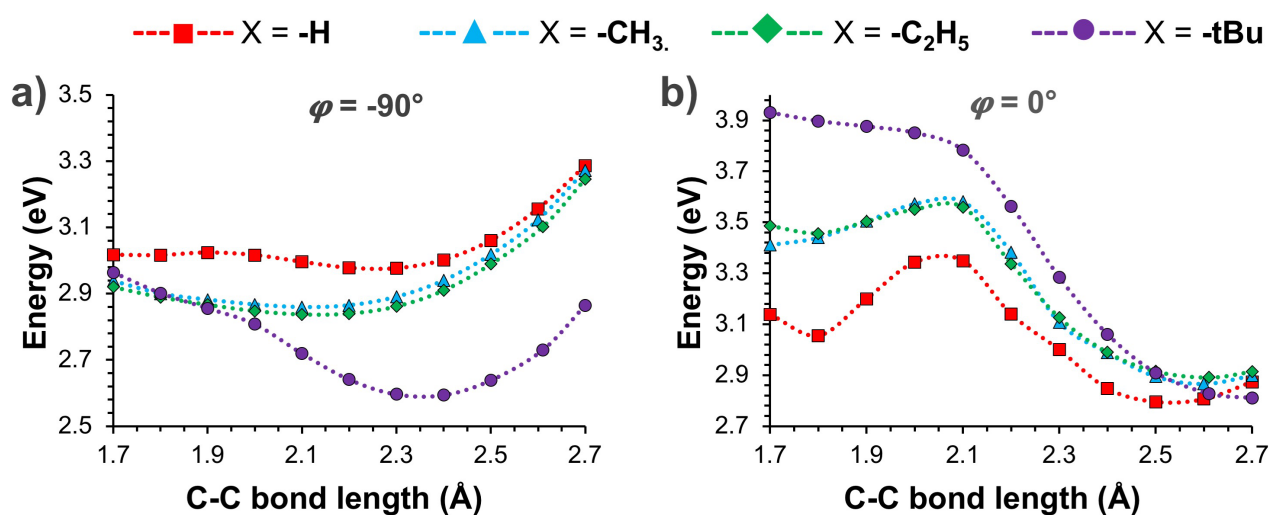 X = -H X = -CH₃. X = -C₂H₅ X = -tBu
a) φ = -90°
3.5
3.3
3.1
2.9
2.7
2.5
Energy (eV)
1.7 1.9 2.1 2.3 2.5 2.7
C-C bond length (Å)
b) φ = 0°
3.9
3.7
3.5
3.3
3.1
2.9
2.7
Energy (eV)
1.7 1.9 2.1 2.3 2.5 2.7
C-C bond length (Å)